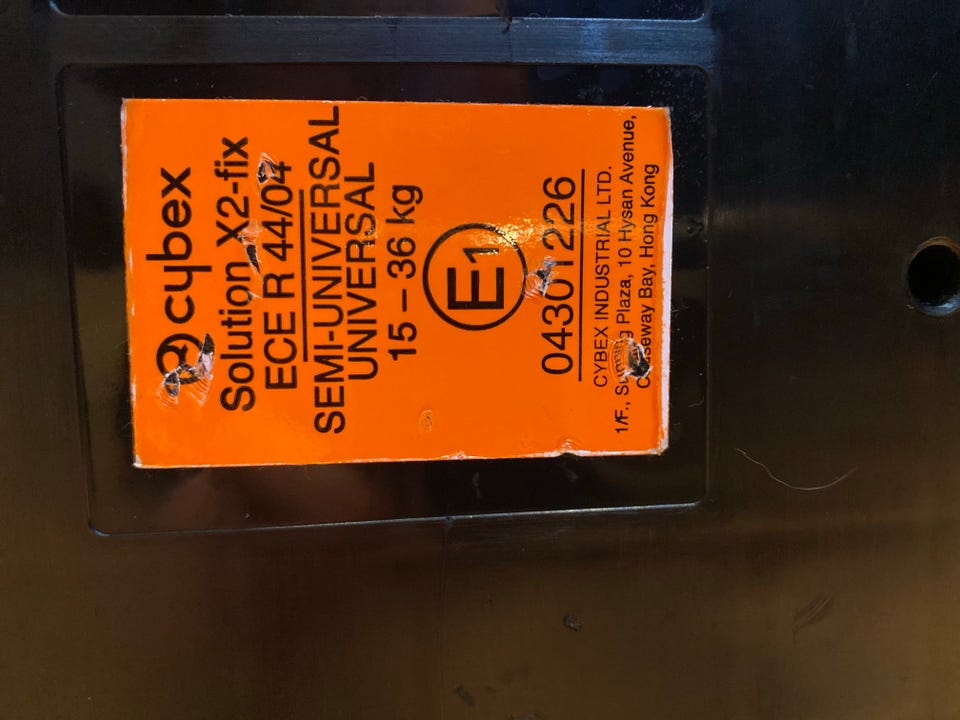 cybex
Solution X2-fix
ECE R 44/04
SEMI-UNIVERSAL
UNIVERSAL
15 – 36 kg
E1
04301226
CYBEX INDUSTRIAL LTD.
1/F., Plaza, 10 Hysan Avenue,
Causeway Bay, Hong Kong